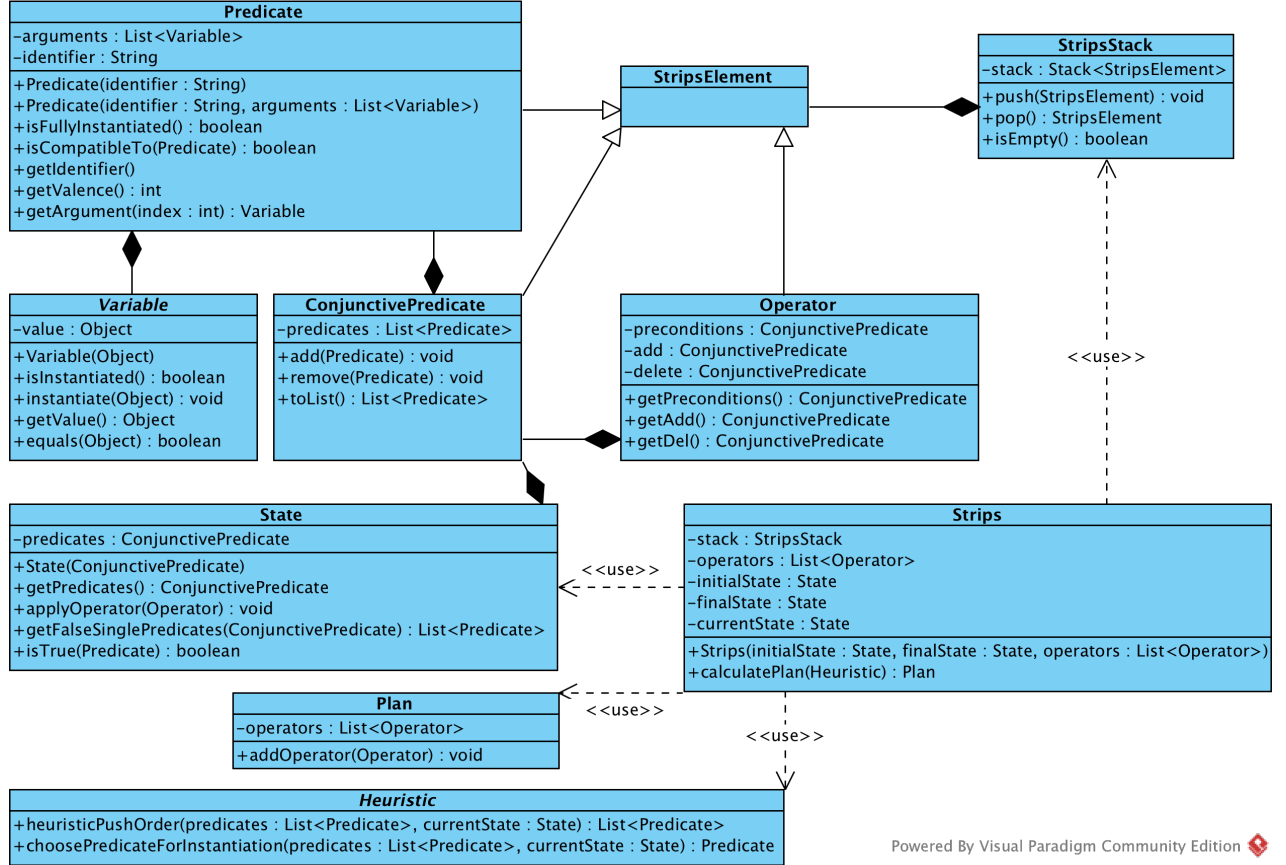 Predicate
-arguments : List<Variable>
-identifier : String
+Predicate(identifier : String)
+Predicate(identifier : String, arguments : List<Variable>)
+isFullyInstantiated() : boolean
+isCompatibleTo(Predicate) : boolean
+getIdentifier()
+getValence() : int
+getArgument(index : int) : Variable
StripsElement
StripsStack
-stack : Stack<StripsElement>
+push(StripsElement) : void
+pop() : StripsElement
+isEmpty() : boolean
Variable
-value : Object
+Variable(Object)
+isInstantiated() : boolean
+instantiate(Object) : void
+getValue() : Object
+equals(Object) : boolean
ConjunctivePredicate
-predicates : List<Predicate>
+add(Predicate) : void
+remove(Predicate) : void
+toList() : List<Predicate>
Operator
-preconditions : ConjunctivePredicate
-add : ConjunctivePredicate
-delete : ConjunctivePredicate
+getPreconditions() : ConjunctivePredicate
+getAdd() : ConjunctivePredicate
+getDel() : ConjunctivePredicate
<<use>>
State
-predicates : ConjunctivePredicate
+State(ConjunctivePredicate)
+getPredicates() : ConjunctivePredicate
+applyOperator(Operator) : void
+getFalseSinglePredicates(ConjunctivePredicate) : List<Predicate>
+isTrue(Predicate) : boolean
<<use>>
Strips
-stack : StripsStack
-operators : List<Operator>
-initialState : State
-finalState : State
-currentState : State
+Strips(initialState : State, finalState : State, operators : List<Operator>)
+calculatePlan(Heuristic) : Plan
Plan
-operators : List<Operator>
+addOperator(Operator) : void
<<use>>
<<use>>
Heuristic
+heuristicPushOrder(predicates : List<Predicate>, currentState : State) : List<Predicate>
+choosePredicateForInstantiation(predicates : List<Predicate>, currentState : State) : Predicate
Powered By Visual Paradigm Community Edition